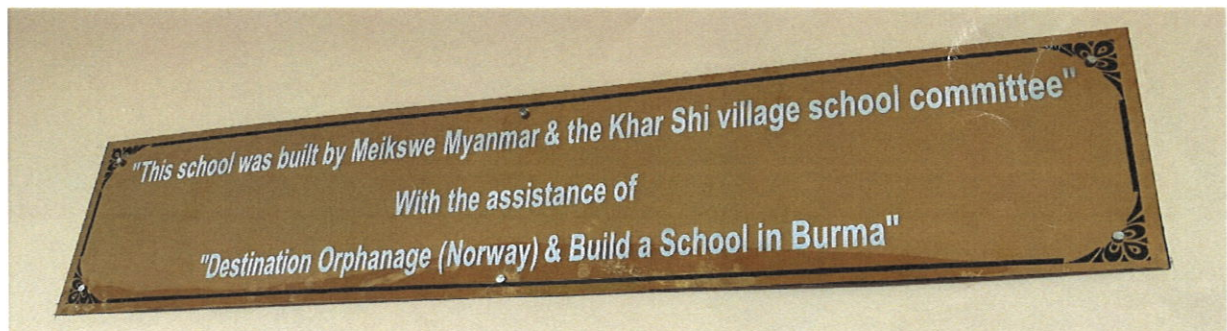 "This school was built by Meikswe Myanmar & the Khar Shi village school committee"
With the assistance of
"Destination Orphanage (Norway) & Build a School in Burma"